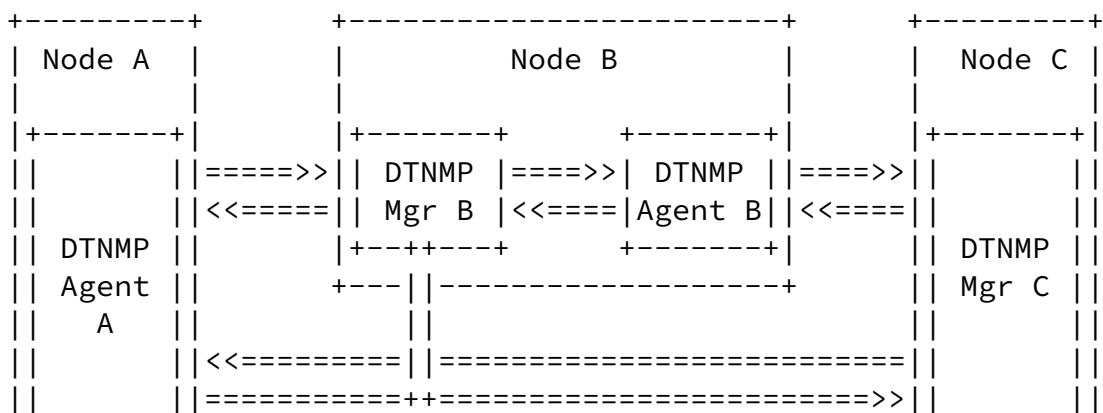 +---------+       +------------------------+      +---------+
| Node A  |       |         Node B         |      |  Node C |
|         |       |                        |      |         |
|+-------+|       |+-------+      +-------+|      |+-------+|
||       ||=====>>|| DTNMP |====>>| DTNMP ||====>>||       ||
||       ||<<=====|| Mgr B |<<====|Agent B||<<====||       ||
|| DTNMP ||       |+--++---+      +-------+|      || DTNMP ||
|| Agent ||       +---||-------------------+      || Mgr C ||
||   A   ||           ||                          ||       ||
||       ||<<=========||==========================||       ||
||       ||===========++========================>>||       ||